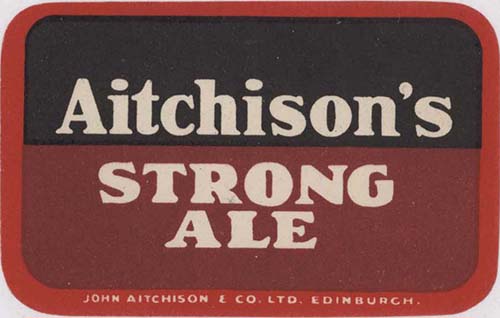 Aitchison's
STRONG
ALE
JOHN AITCHISON & CO. LTD. EDINBURGH.